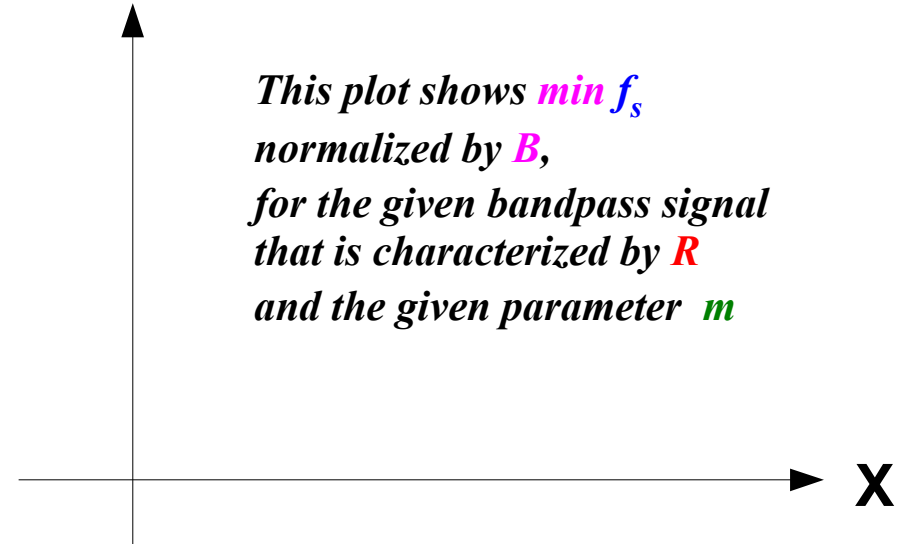 This plot shows min fs
normalized by B,
for the given bandpass signal
that is characterized by R
and the given parameter m
X